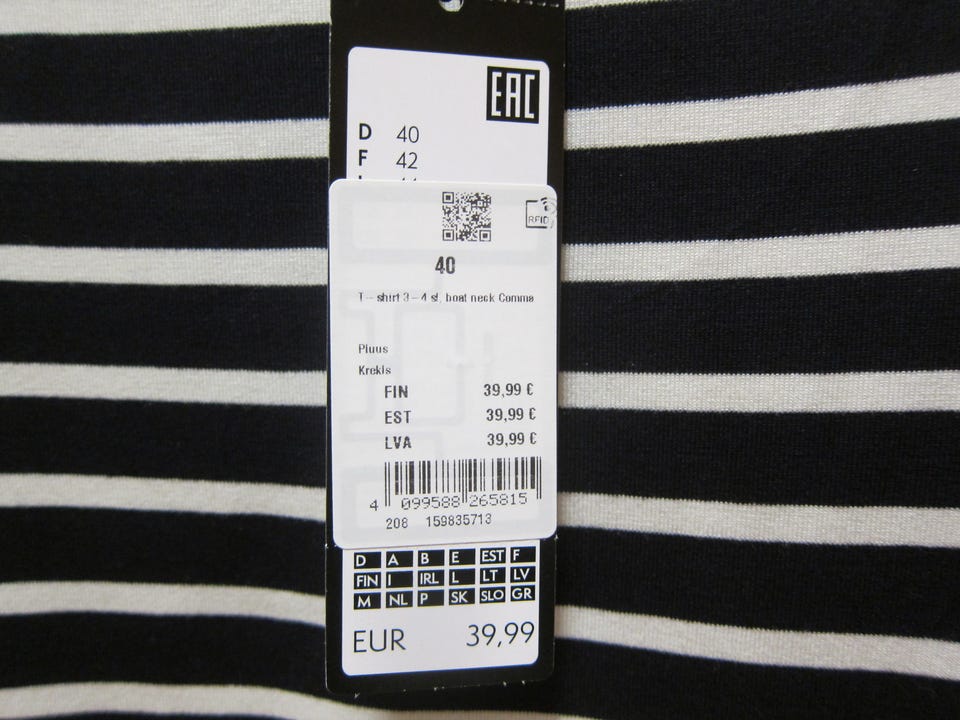 EAC
D 40
F 42
RFID
40
T-shirt 3-4 sl, boat neck Comma
Pluus
Krekls
FIN 39,99 €
EST 39,99 €
LVA 39,99 €
4 099588 265815
208 159835713
D A B E EST F
FIN I IRL L LT LV
M NL P SK SLO GR
EUR 39,99